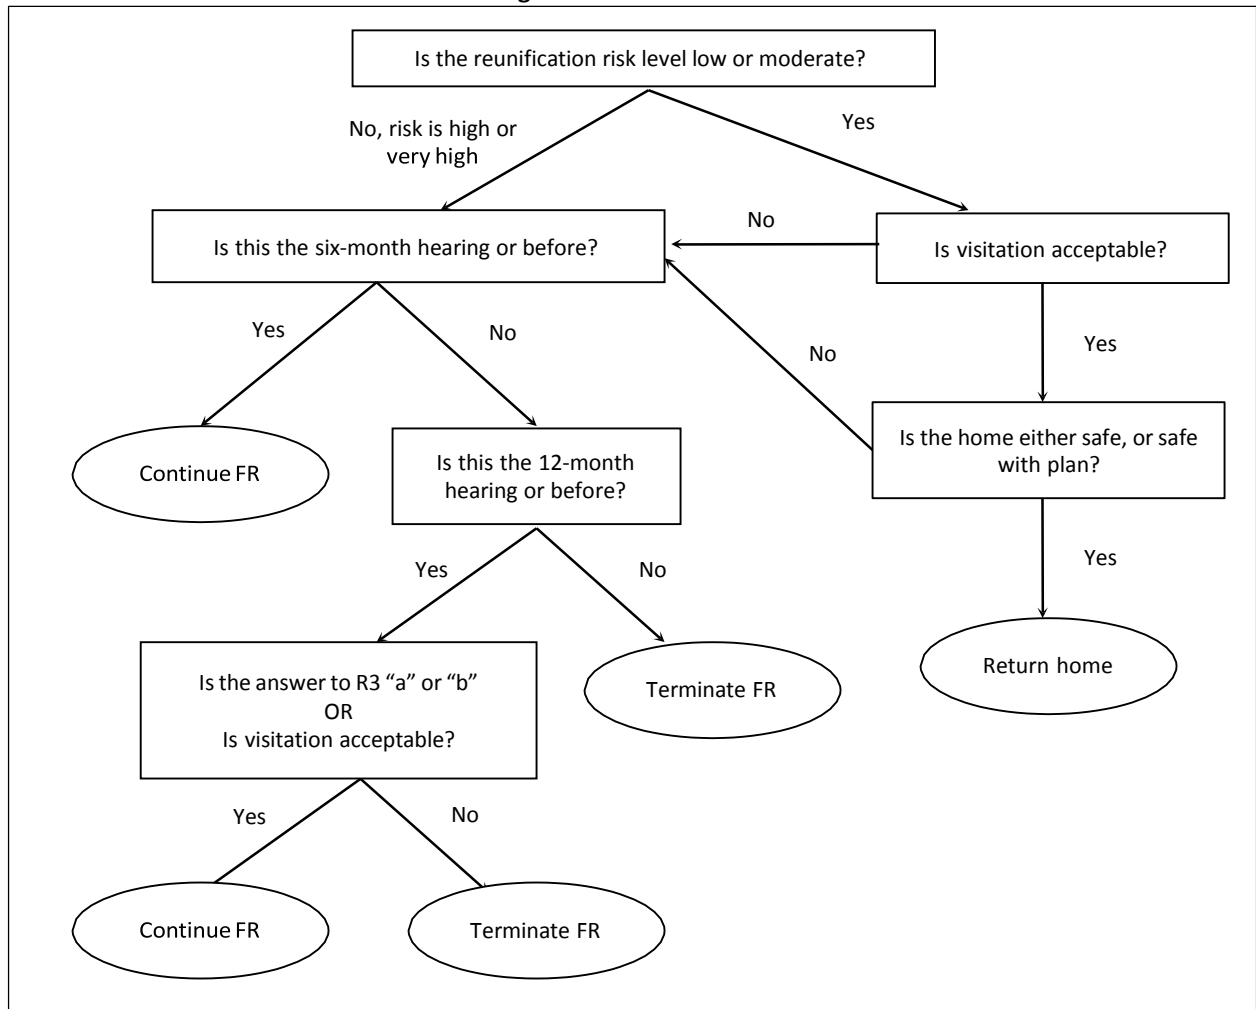 Is the reunification risk level low or moderate?
No, risk is high or
very high
Yes
Is this the six-month hearing or before?
No
Is visitation acceptable?
Yes
No
No
Yes
Continue FR
Is this the 12-month
hearing or before?
Is the home either safe, or safe
with plan?
Yes
No
Yes
Is the answer to R3 “a” or “b”
OR
Is visitation acceptable?
Terminate FR
Return home
Yes
No
Continue FR
Terminate FR